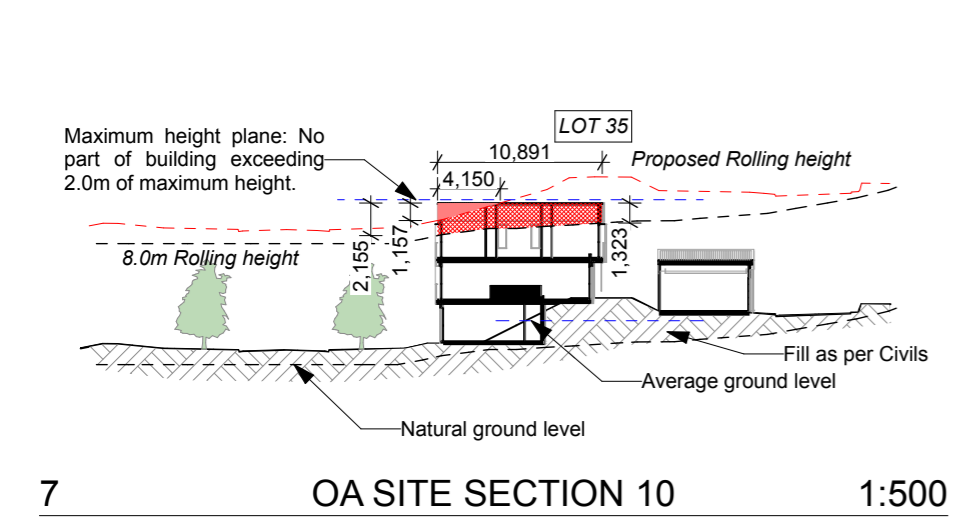 LOT 35
Maximum height plane: No
part of building exceeding
2.0m of maximum height.
10,891
Proposed Rolling height
4,150
8.0m Rolling height
2,155
1,157
1,323
Fill as per Civils
Average ground level
Natural ground level
7 OA SITE SECTION 10 1:500